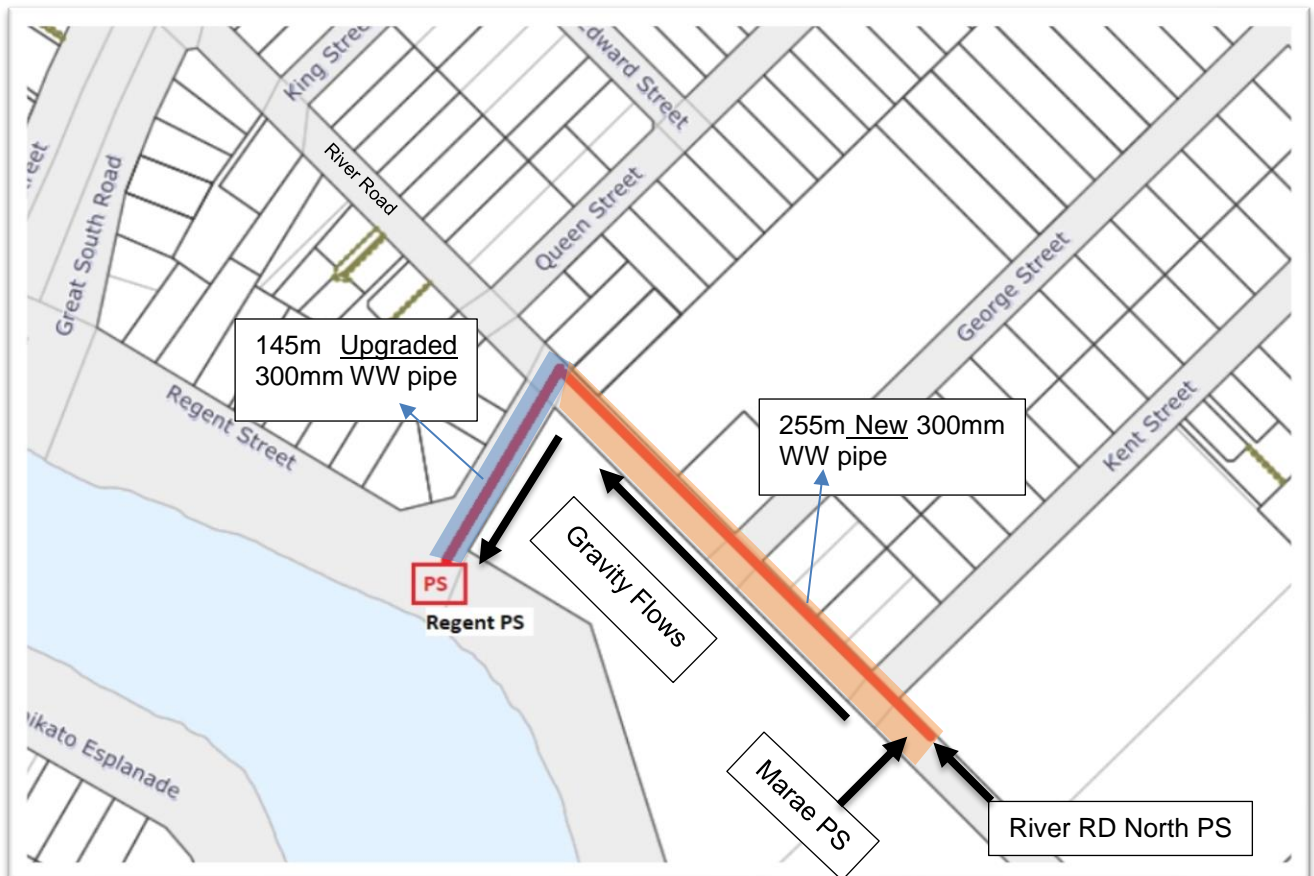 King Stree
Edward Street
reet
Great South Road
River Road
Queen Street
George Street
145m Upgraded
300mm WW pipe
Regent Street
255m New 300mm
WW pipe
Kent Street
Gravity Flows
PS
Regent PS
ikato Esplanade
Marae PS
River RD North PS